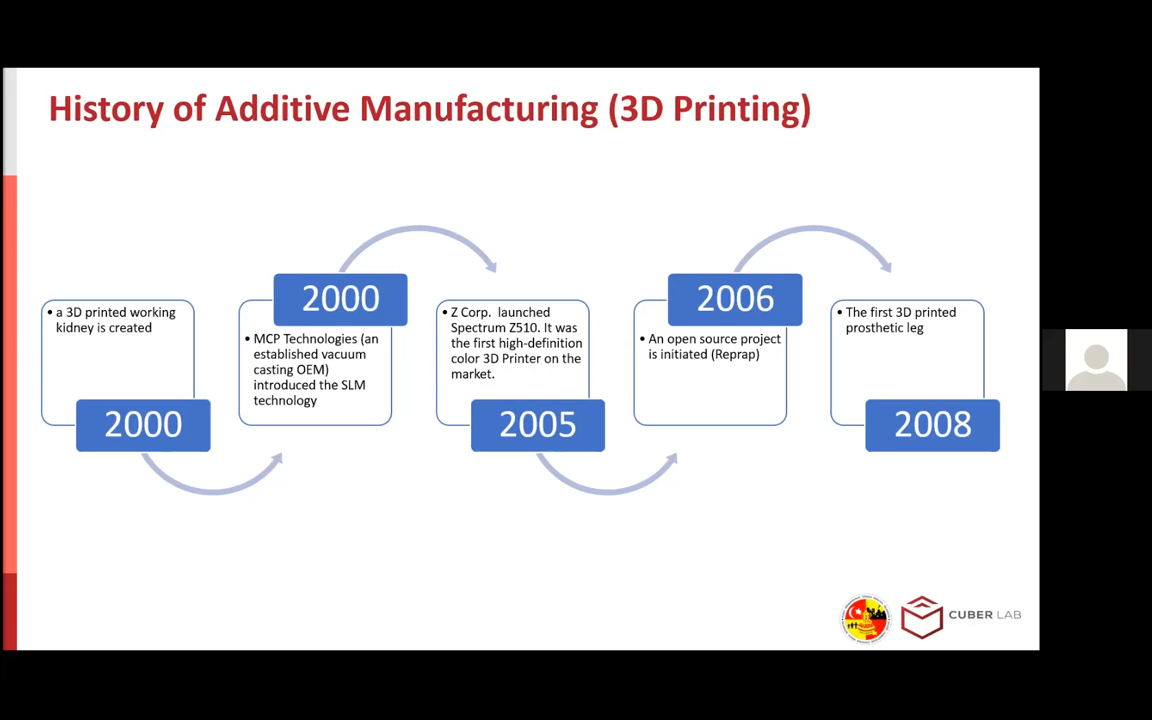 History of Additive Manufacturing (3D Printing)
• a 3D printed working
kidney is created
2000
2000
• MCP Technologies (an
established vacuum
casting OEM)
introduced the SLM
technology
• Z Corp. launched
Spectrum Z510. It was
the first high-definition
color 3D Printer on the
market.
2005
2006
• An open source project
is initiated (Reprap)
• The first 3D printed
prosthetic leg
2008
CUBER LAB